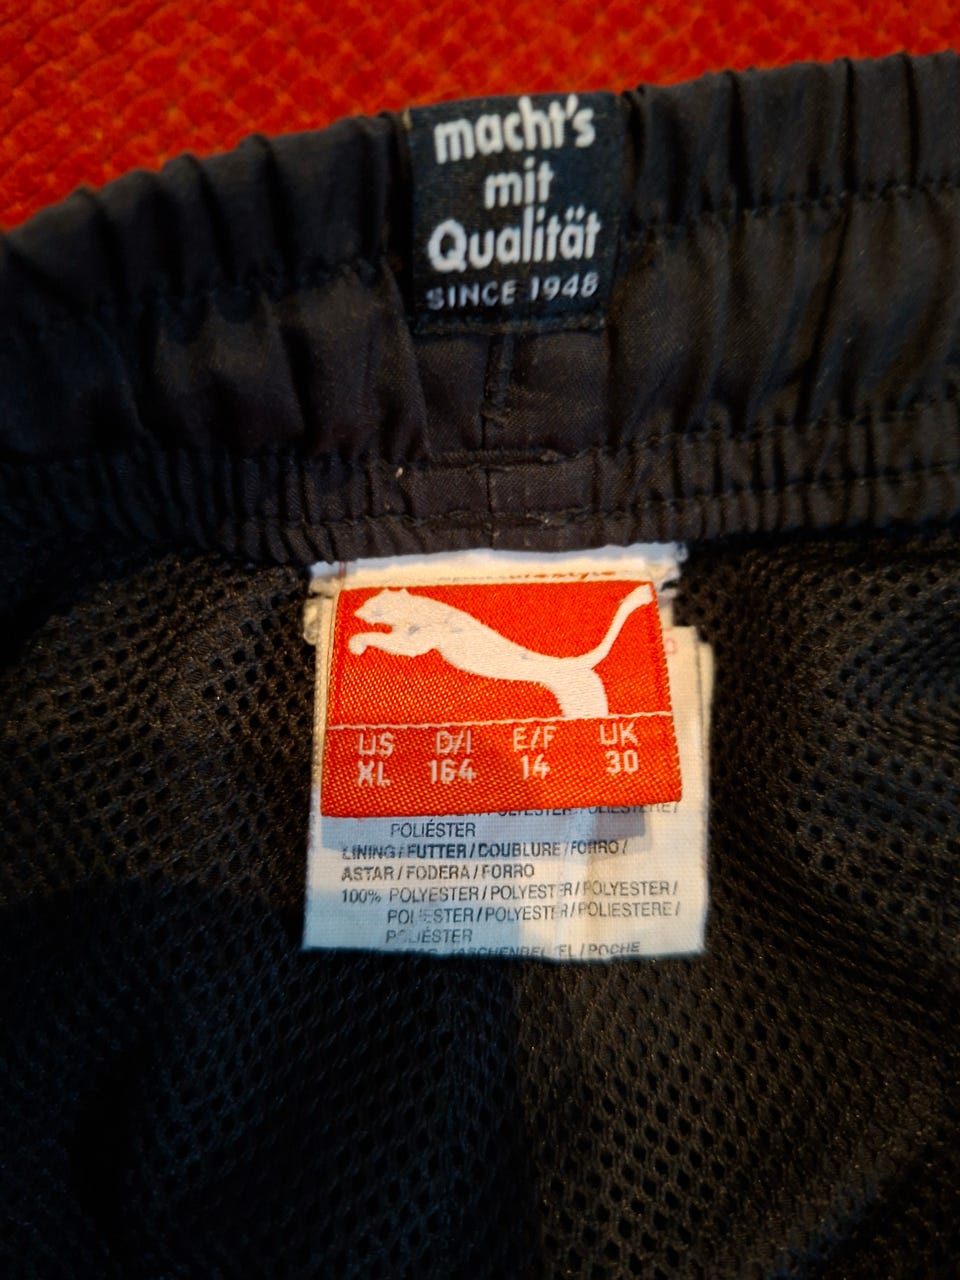 macht's
mit
Qualität
SINCE 1948
US D/I E/F UK
XL 164 14 30
POLIÉSTER
LINING / FUTTER / DOUBLURE / FORRO /
ASTAR / FODERA / FORRO
100% POLYESTER / POLYESTER / POLYESTER /
POLIESTER / POLYESTER / POLIESTERE /
POLIÉSTER
/ POCHE